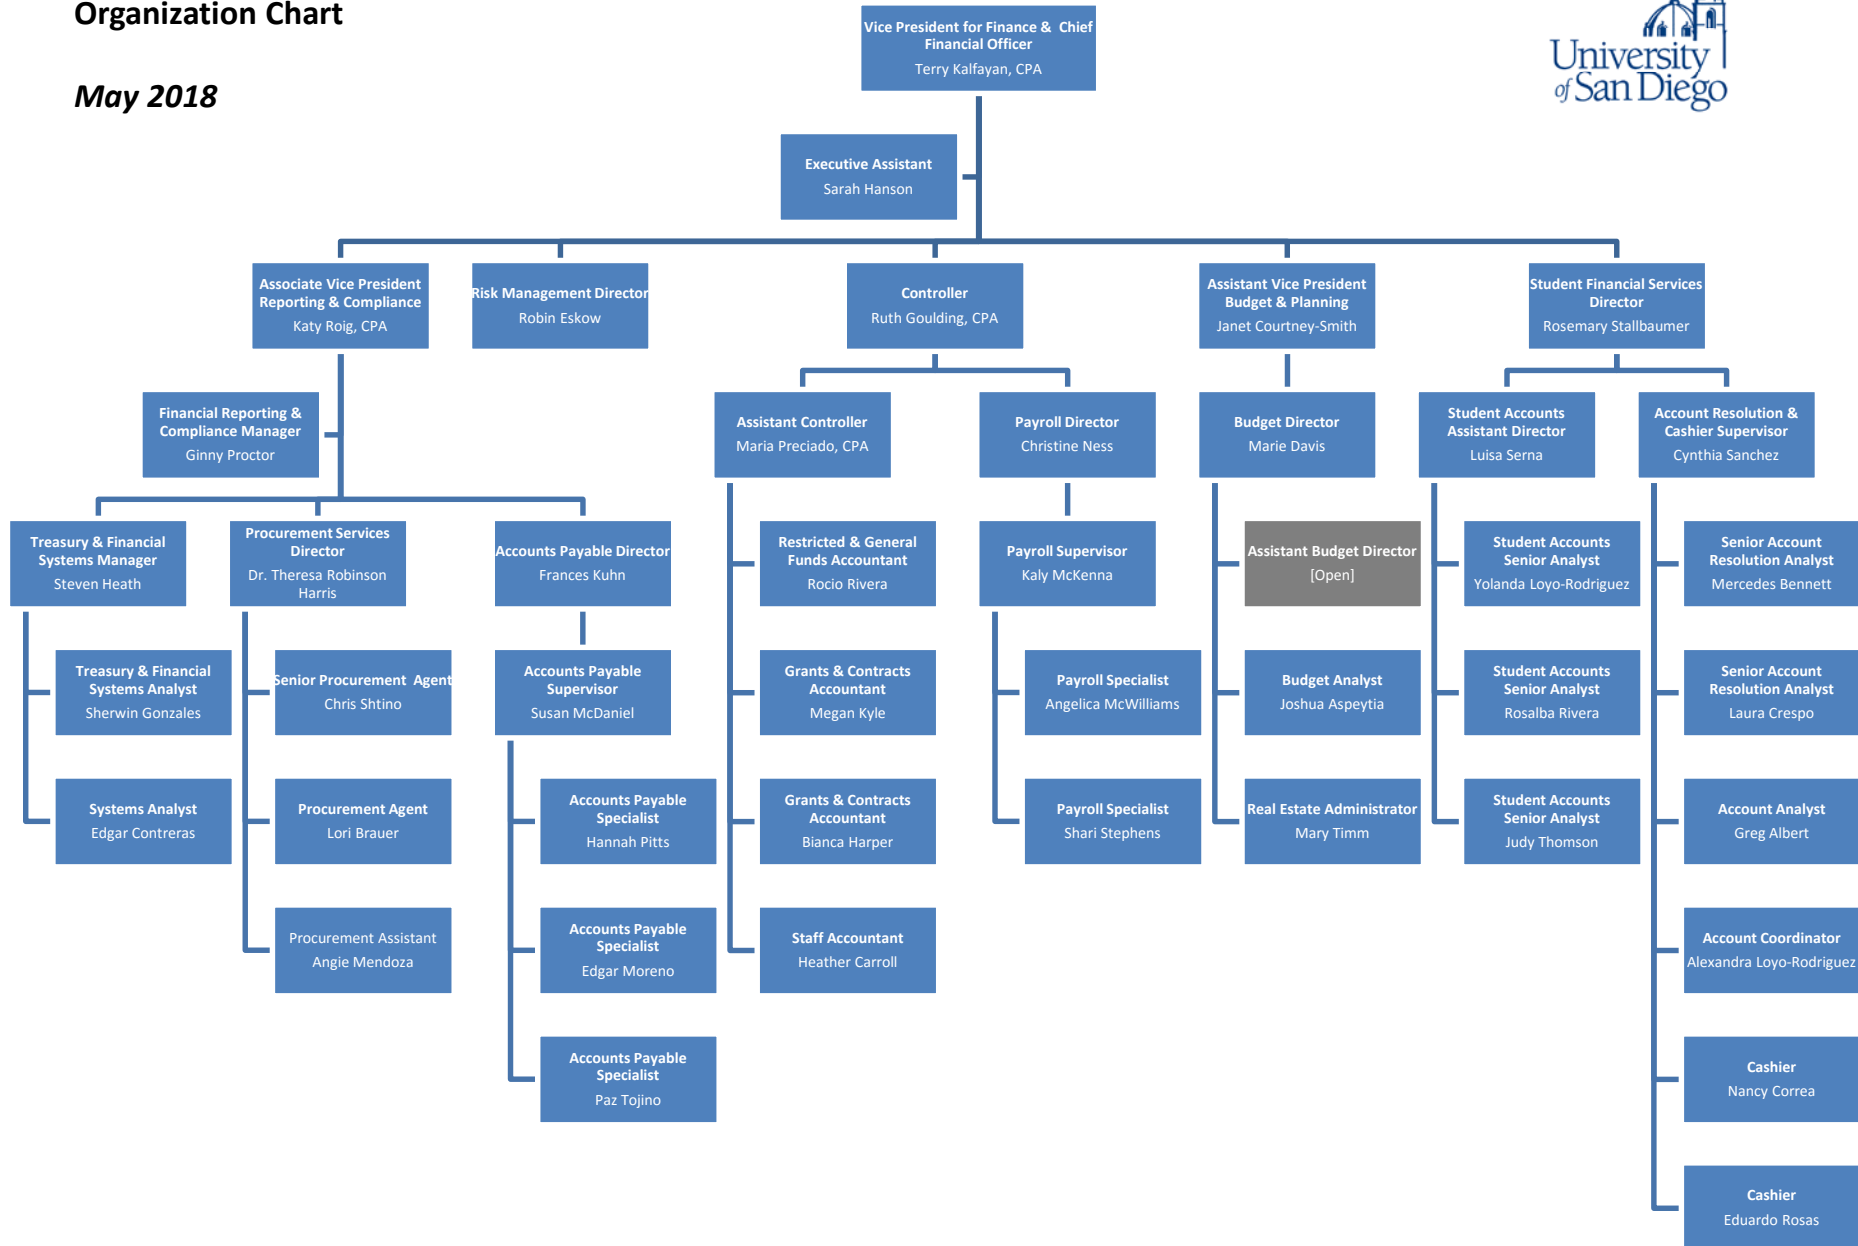 Organization Chart
May 2018
University
of San Diego
Vice President for Finance & Chief
Financial Officer
Terry Kalfayan, CPA
Executive Assistant
Sarah Hanson
Associate Vice President
Reporting & Compliance
Katy Roig, CPA
Risk Management Director
Robin Eskow
Controller
Ruth Goulding, CPA
Assistant Vice President
Budget & Planning
Janet Courtney-Smith
Student Financial Services
Director
Rosemary Stallbaumer
Financial Reporting &
Compliance Manager
Ginny Proctor
Assistant Controller
Maria Preciado, CPA
Payroll Director
Christine Ness
Budget Director
Marie Davis
Student Accounts
Assistant Director
Luisa Serna
Account Resolution &
Cashier Supervisor
Cynthia Sanchez
Treasury & Financial
Systems Manager
Steven Heath
Procurement Services
Director
Dr. Theresa Robinson
Harris
Accounts Payable Director
Frances Kuhn
Restricted & General
Funds Accountant
Rocio Rivera
Payroll Supervisor
Kaly McKenna
Assistant Budget Director
[Open]
Student Accounts
Senior Analyst
Yolanda Loyo-Rodriguez
Senior Account
Resolution Analyst
Mercedes Bennett
Treasury & Financial
Systems Analyst
Sherwin Gonzales
Senior Procurement Agent
Chris Shtino
Accounts Payable
Supervisor
Susan McDaniel
Grants & Contracts
Accountant
Megan Kyle
Payroll Specialist
Angelica McWilliams
Budget Analyst
Joshua Aspeytia
Student Accounts
Senior Analyst
Rosalba Rivera
Senior Account
Resolution Analyst
Laura Crespo
Systems Analyst
Edgar Contreras
Procurement Agent
Lori Brauer
Accounts Payable
Specialist
Hannah Pitts
Grants & Contracts
Accountant
Bianca Harper
Payroll Specialist
Shari Stephens
Real Estate Administrator
Mary Timm
Student Accounts
Senior Analyst
Judy Thomson
Account Analyst
Greg Albert
Procurement Assistant
Angie Mendoza
Accounts Payable
Specialist
Edgar Moreno
Staff Accountant
Heather Carroll
Account Coordinator
Alexandra Loyo-Rodriguez
Accounts Payable
Specialist
Paz Tojino
Cashier
Nancy Correa
Cashier
Eduardo Rosas